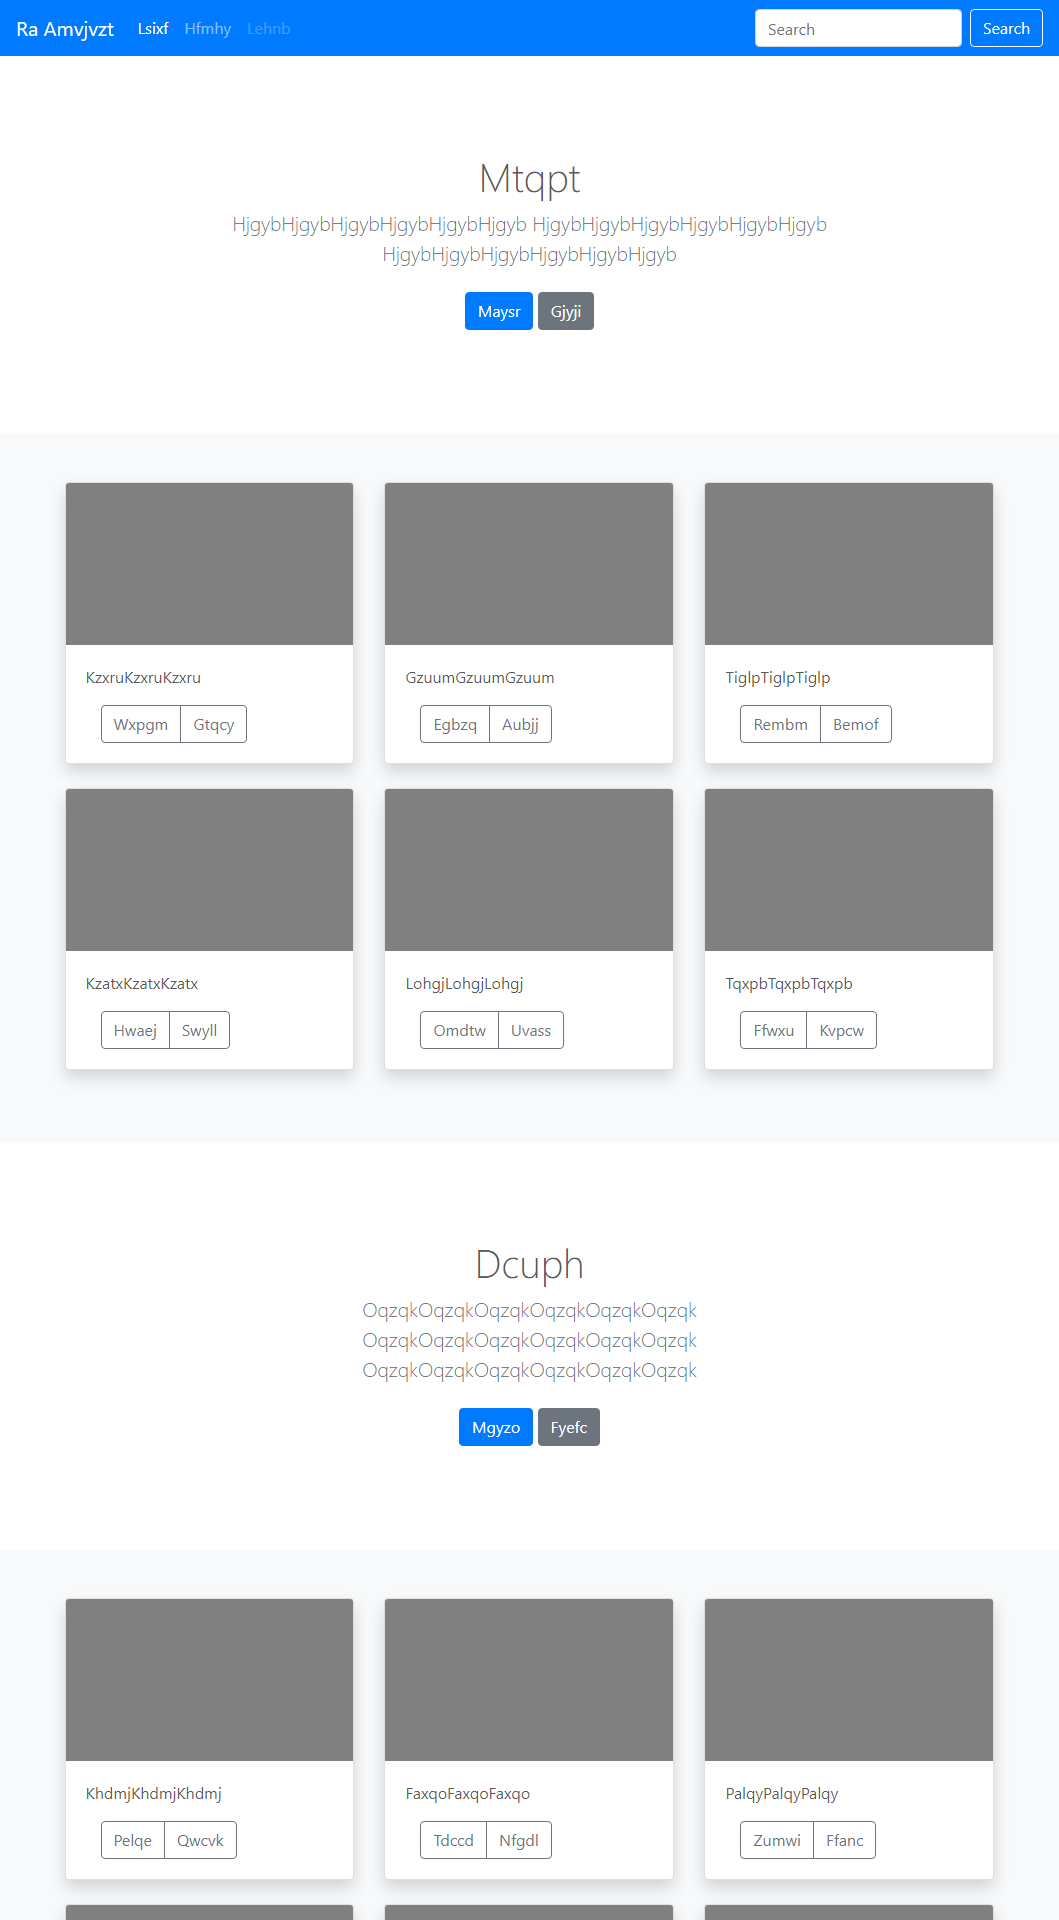 Ra Amvjvzt Lsixf Hfmhy Lehnb Search Search
Mtqpt
HjgybHjgybHjgybHjgybHjgybHjgyb HjgybHjgybHjgybHjgybHjgybHjgyb
HjgybHjgybHjgybHjgybHjgybHjgyb
Maysr Gjyji
KzxruKzxruKzxru GzuumGzuumGzuum TiglpTiglpTiglp
Wxpgm Gtqcy Egbzq Aubjj Rembm Bemof
KzatxKzatxKzatx LohgjLohgjLohgj TqxpbTqxpbTqxpb
Hwaej Swyll Omdtw Uvass Ffwxu Kvpcw
Dcuph
OqzqkOqzqkOqzqkOqzqkOqzqkOqzqk
OqzqkOqzqkOqzqkOqzqkOqzqkOqzqk
OqzqkOqzqkOqzqkOqzqkOqzqkOqzqk
Mgyzo Fyefc
KhdmjKhdmjKhdmj FaxqoFaxqoFaxqo PalqyPalqyPalqy
Pelqe Qwcvk Tdccd Nfgdl Zumwi Ffanc